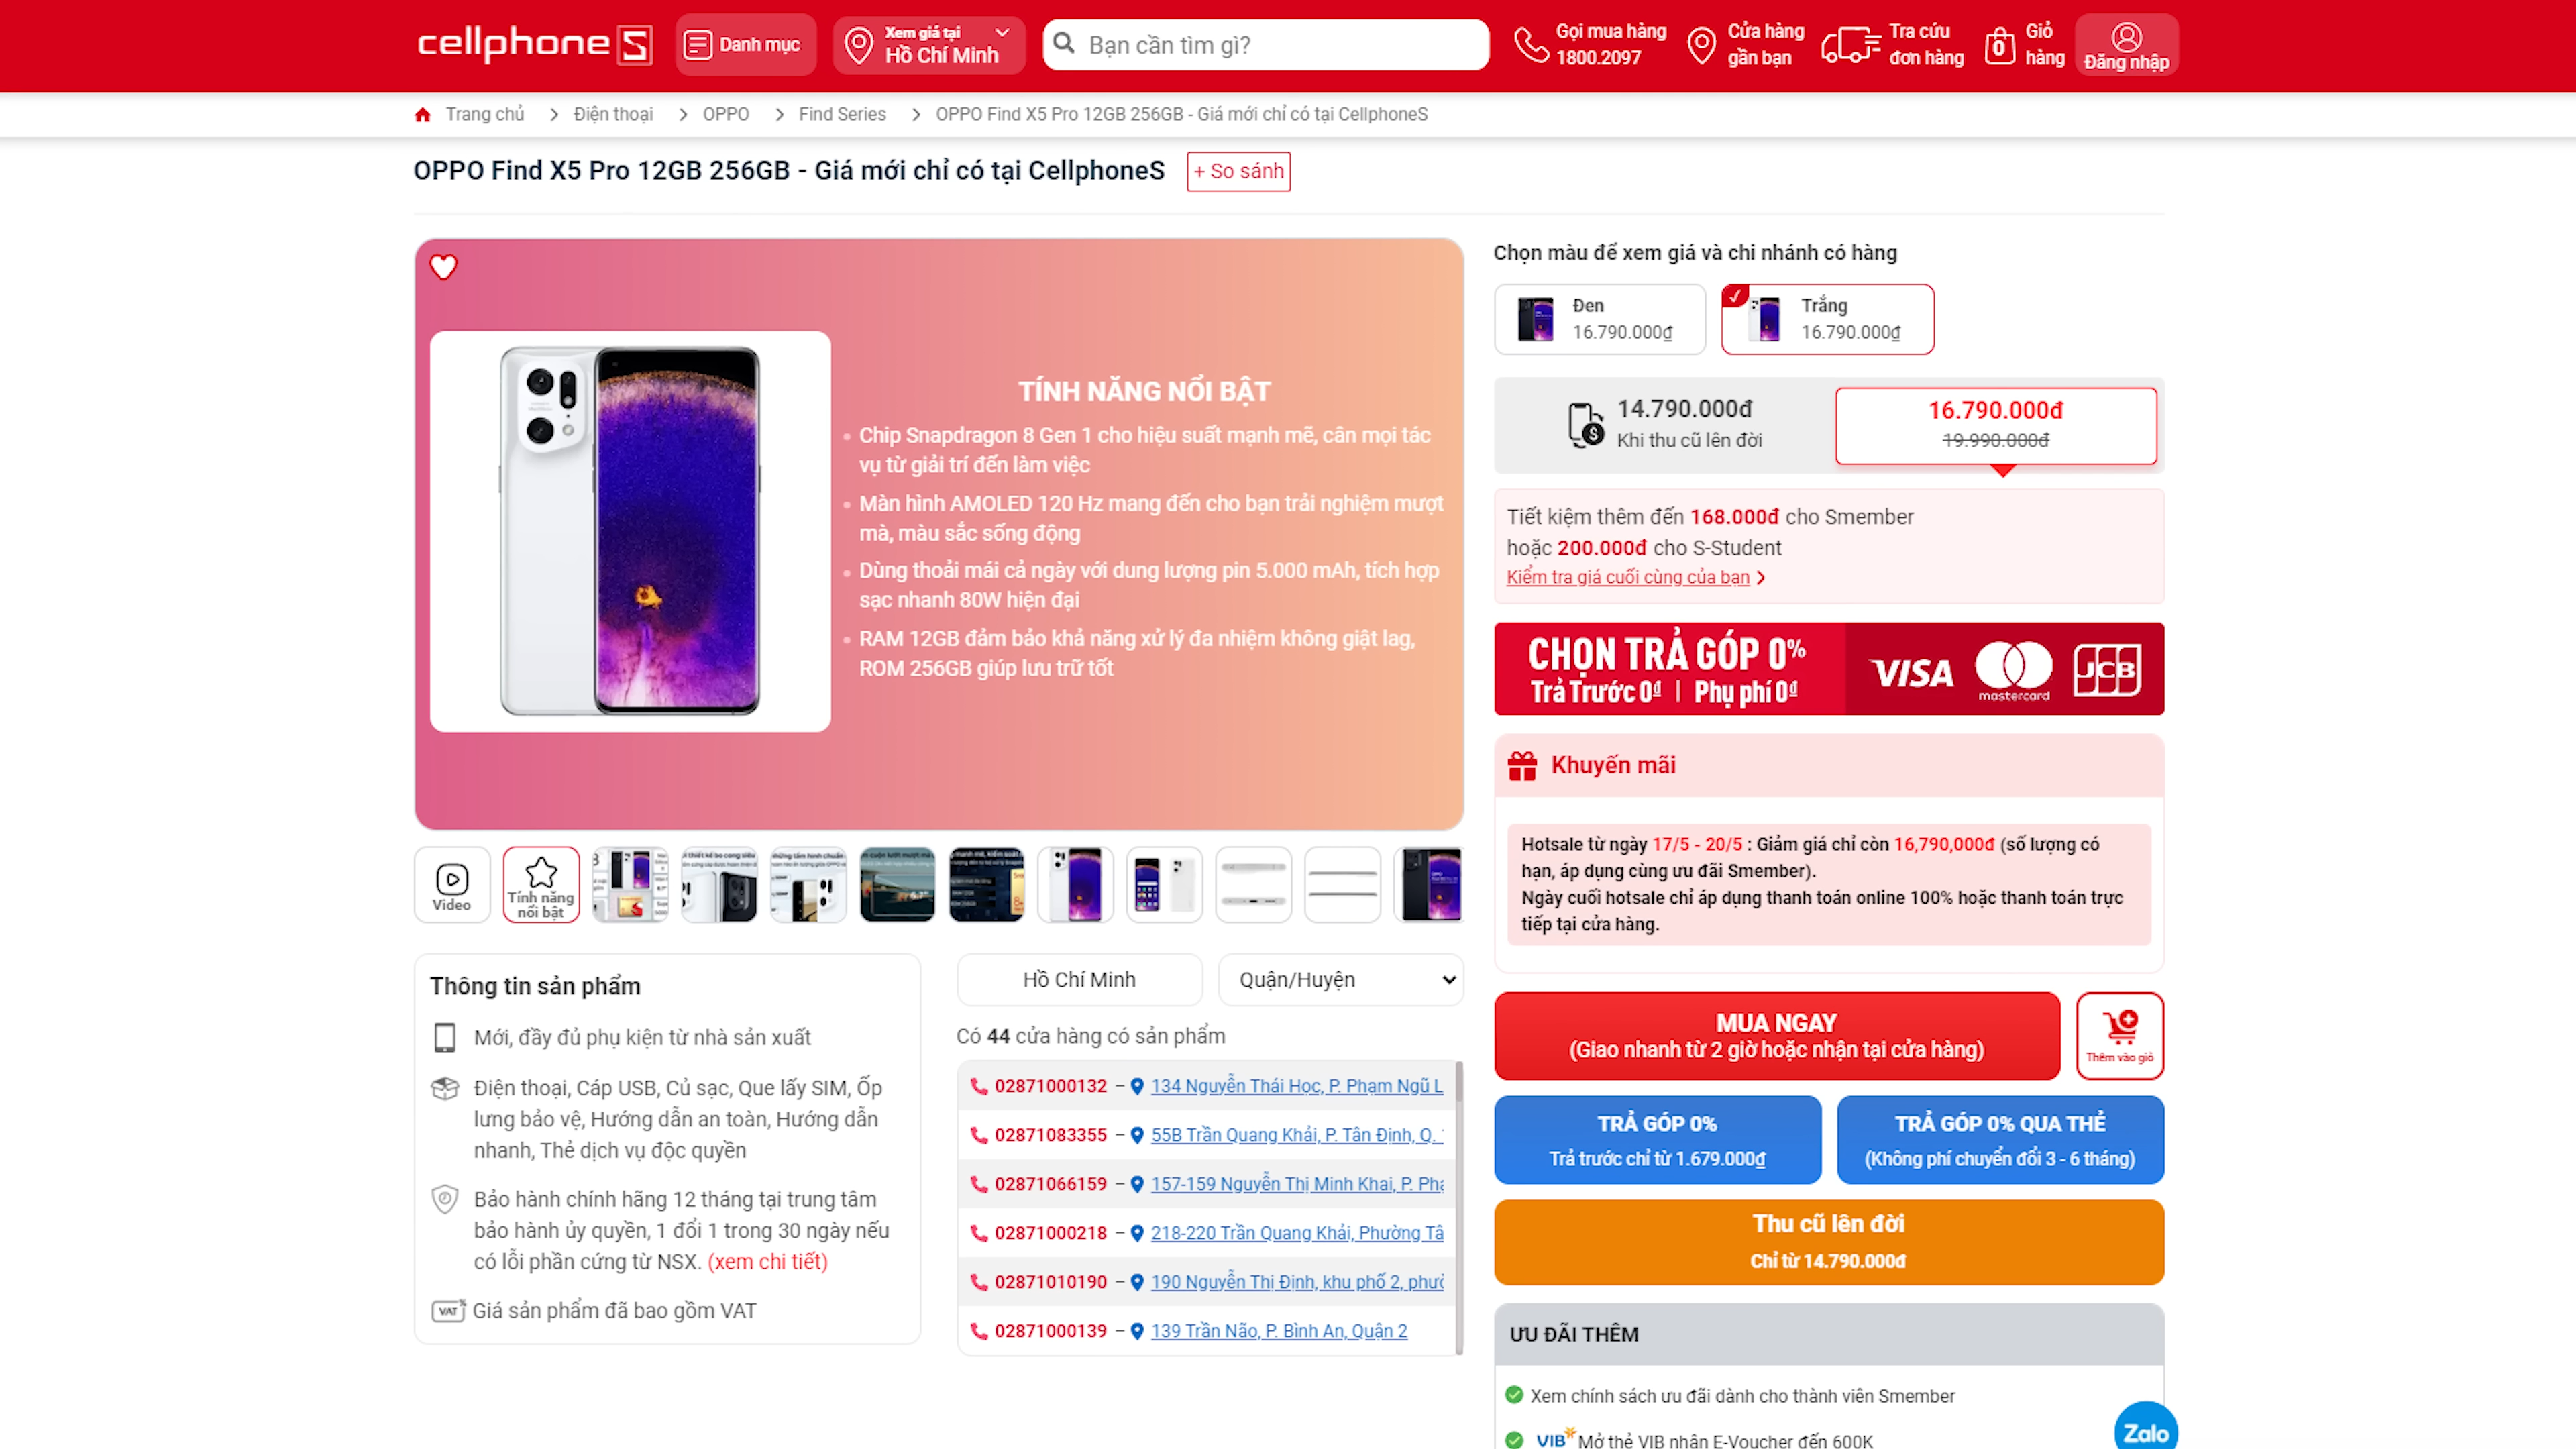 cellphoneS
Danh mục
Xem giá tại
Hồ Chí Minh
Bạn cần tìm gì?
Gọi mua hàng
1800.2097
Cửa hàng
gần bạn
Tra cứu
đơn hàng
0
Giỏ
hàng
Đăng nhập
Trang chủ > Điện thoại > OPPO > Find Series > OPPO Find X5 Pro 12GB 256GB - Giá mới chỉ có tại CellphoneS
OPPO Find X5 Pro 12GB 256GB - Giá mới chỉ có tại CellphoneS
+ So sánh
TÍNH NĂNG NỔI BẬT
Chip Snapdragon 8 Gen 1 cho hiệu suất mạnh mẽ, cân mọi tác
vụ từ giải trí đến làm việc
Màn hình AMOLED 120 Hz mang đến cho bạn trải nghiệm mượt
mà, màu sắc sống động
Dùng thoải mái cả ngày với dung lượng pin 5.000 mAh, tích hợp
sạc nhanh 80W hiện đại
RAM 12GB đảm bảo khả năng xử lý đa nhiệm không giật lag,
ROM 256GB giúp lưu trữ tốt
Video
Tính năng
nổi bật
Thông tin sản phẩm
Mới, đầy đủ phụ kiện từ nhà sản xuất
Điện thoại, Cáp USB, Củ sạc, Que lấy SIM, Ốp
lưng bảo vệ, Hướng dẫn an toàn, Hướng dẫn
nhanh, Thẻ dịch vụ độc quyền
Bảo hành chính hãng 12 tháng tại trung tâm
bảo hành ủy quyền, 1 đổi 1 trong 30 ngày nếu
có lỗi phần cứng từ NSX. (xem chi tiết)
VAT Giá sản phẩm đã bao gồm VAT
Hồ Chí Minh
Quận/Huyện
Có 44 cửa hàng có sản phẩm
02871000132 – 134 Nguyễn Thái Học, P. Phạm Ngũ L
02871083355 – 55B Trần Quang Khải, P. Tân Định, Q.
02871066159 – 157-159 Nguyễn Thị Minh Khai, P. Phạ
02871000218 – 218-220 Trần Quang Khải, Phường Tâ
02871010190 – 190 Nguyễn Thị Định, khu phố 2, phườ
02871000139 – 139 Trần Não, P. Bình An, Quận 2
Chọn màu để xem giá và chi nhánh có hàng
Đen
16.790.000₫
Trắng
16.790.000₫
14.790.000đ
Khi thu cũ lên đời
16.790.000đ
19.990.000đ
Tiết kiệm thêm đến 168.000đ cho Smember
hoặc 200.000đ cho S-Student
Kiểm tra giá cuối cùng của bạn >
CHỌN TRẢ GÓP 0%
Trả Trước 0₫ | Phụ phí 0₫
VISA
mastercard
JCB
Khuyến mãi
Hotsale từ ngày 17/5 - 20/5 : Giảm giá chỉ còn 16,790,000đ (số lượng có
hạn, áp dụng cùng ưu đãi Smember).
Ngày cuối hotsale chỉ áp dụng thanh toán online 100% hoặc thanh toán trực
tiếp tại cửa hàng.
MUA NGAY
(Giao nhanh từ 2 giờ hoặc nhận tại cửa hàng)
Thêm vào giỏ
TRẢ GÓP 0%
Trả trước chỉ từ 1.679.000₫
TRẢ GÓP 0% QUA THẺ
(Không phí chuyển đổi 3 - 6 tháng)
Thu cũ lên đời
Chỉ từ 14.790.000đ
ƯU ĐÃI THÊM
Xem chính sách ưu đãi dành cho thành viên Smember
VIB Mở thẻ VIB nhận E-Voucher đến 600K
Zalo